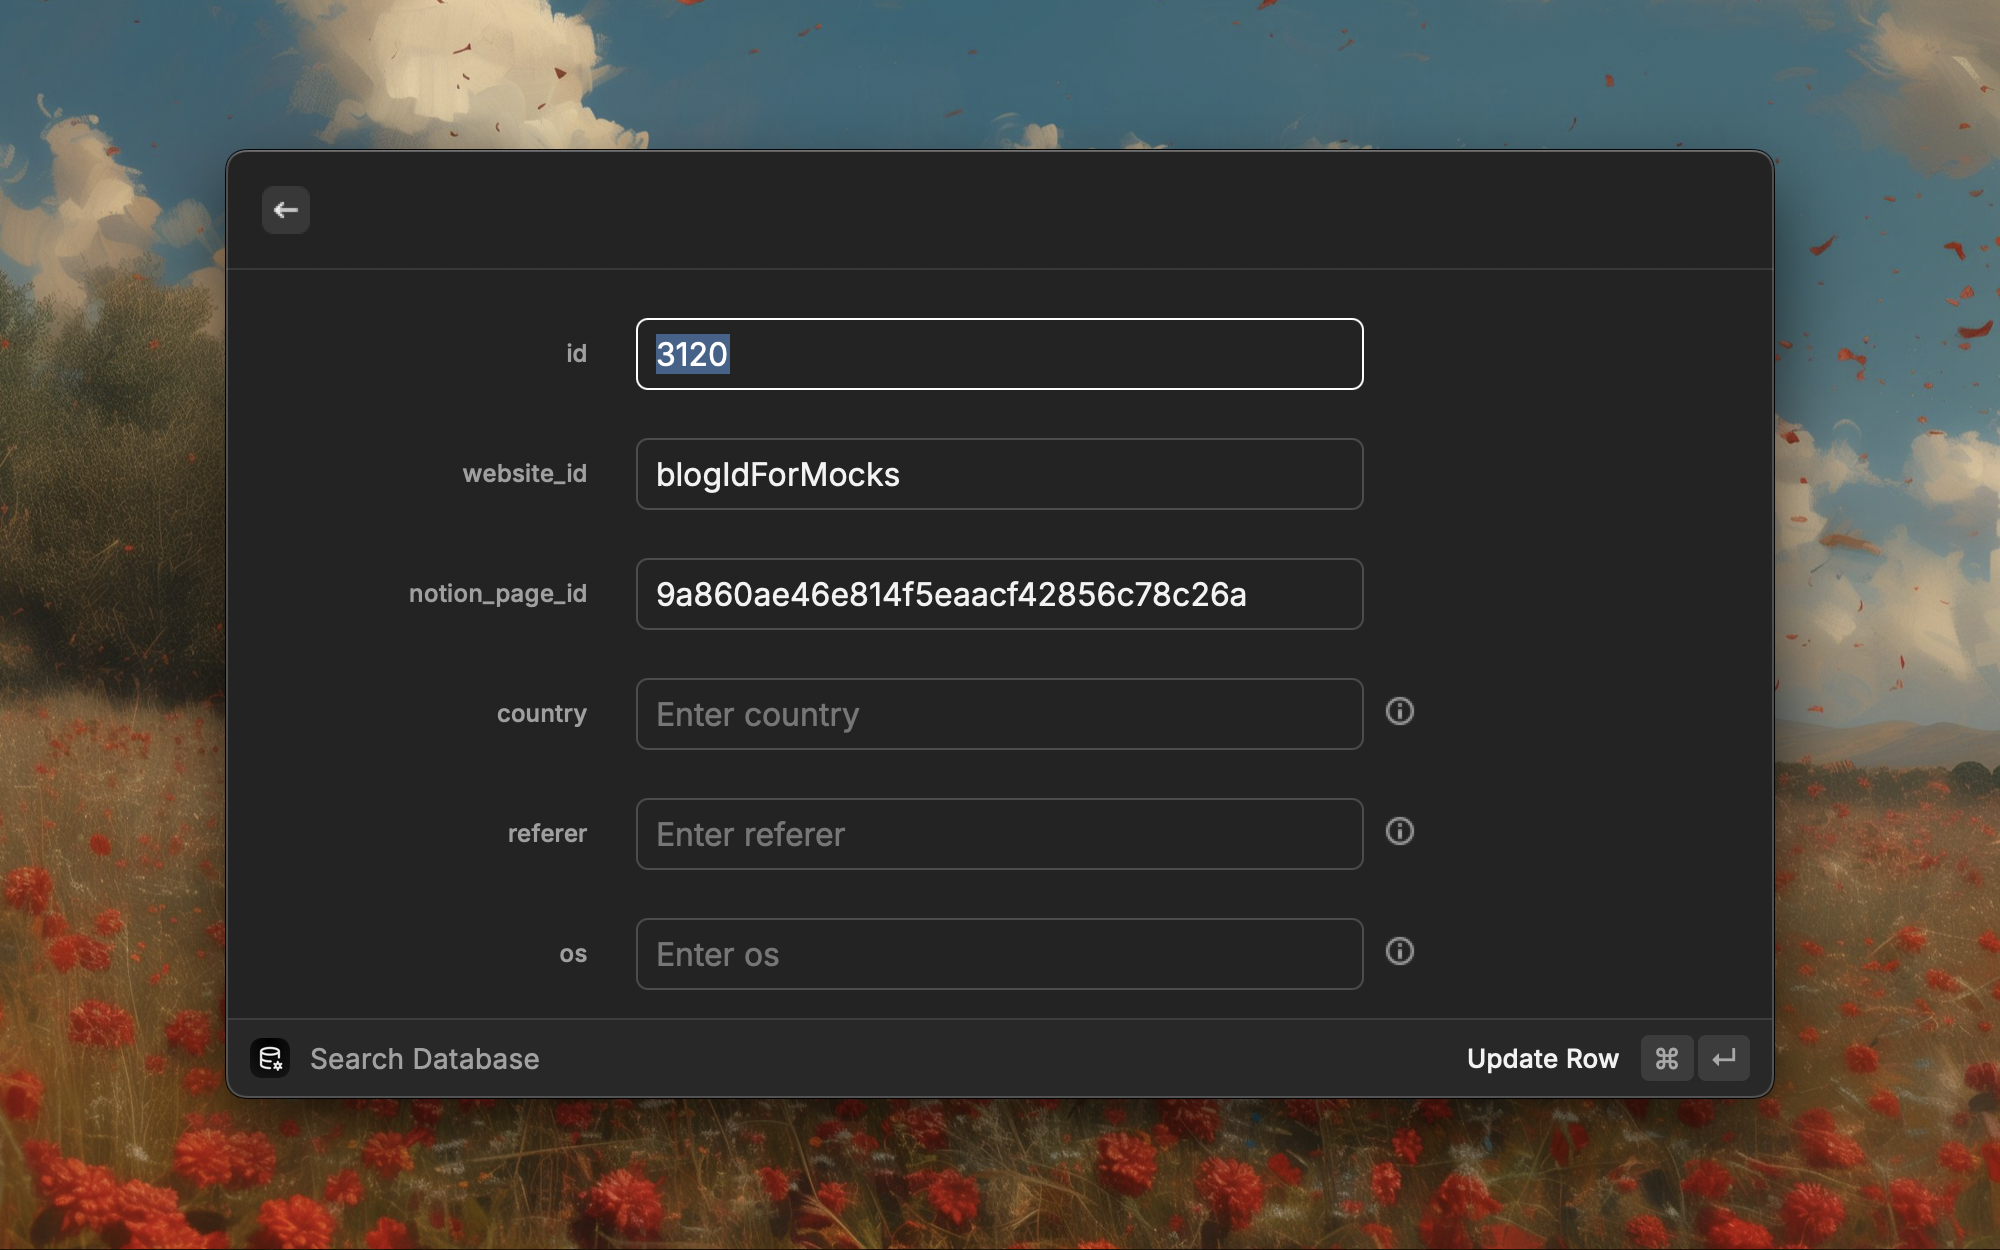 id
3120
website_id
blogIdForMocks
notion_page_id
9a860ae46e814f5eaacf42856c78c26a
country
Enter country
referer
Enter referer
os
Enter os
Search Database
Update Row ⌘ ↵